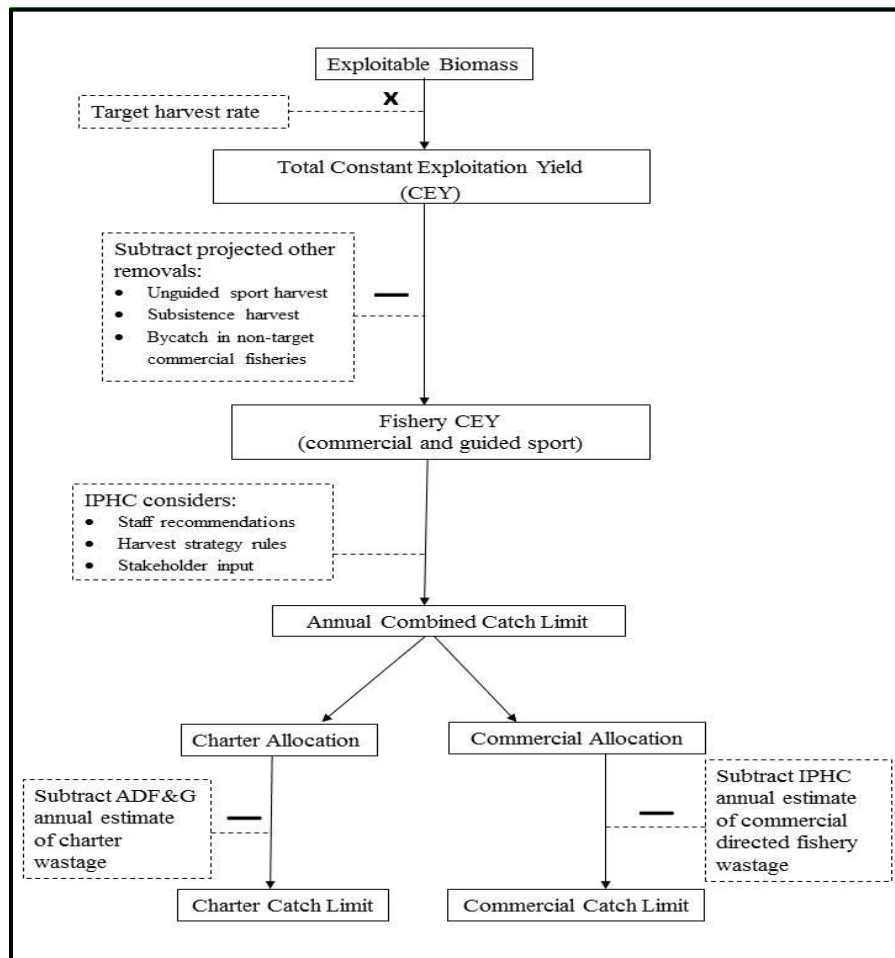 Exploitable Biomass
x
Target harvest rate
Total Constant Exploitation Yield
(CEY)
Subtract projected other
removals:
• Unguided sport harvest
• Subsistence harvest
• Bycatch in non-target
commercial fisheries
—
Fishery CEY
(commercial and guided sport)
IPHC considers:
• Staff recommendations
• Harvest strategy rules
• Stakeholder input
Annual Combined Catch Limit
Charter Allocation
Commercial Allocation
Subtract ADF&G
annual estimate
of charter
wastage
—
—
Subtract IPHC
annual estimate
of commercial
directed fishery
wastage
Charter Catch Limit
Commercial Catch Limit